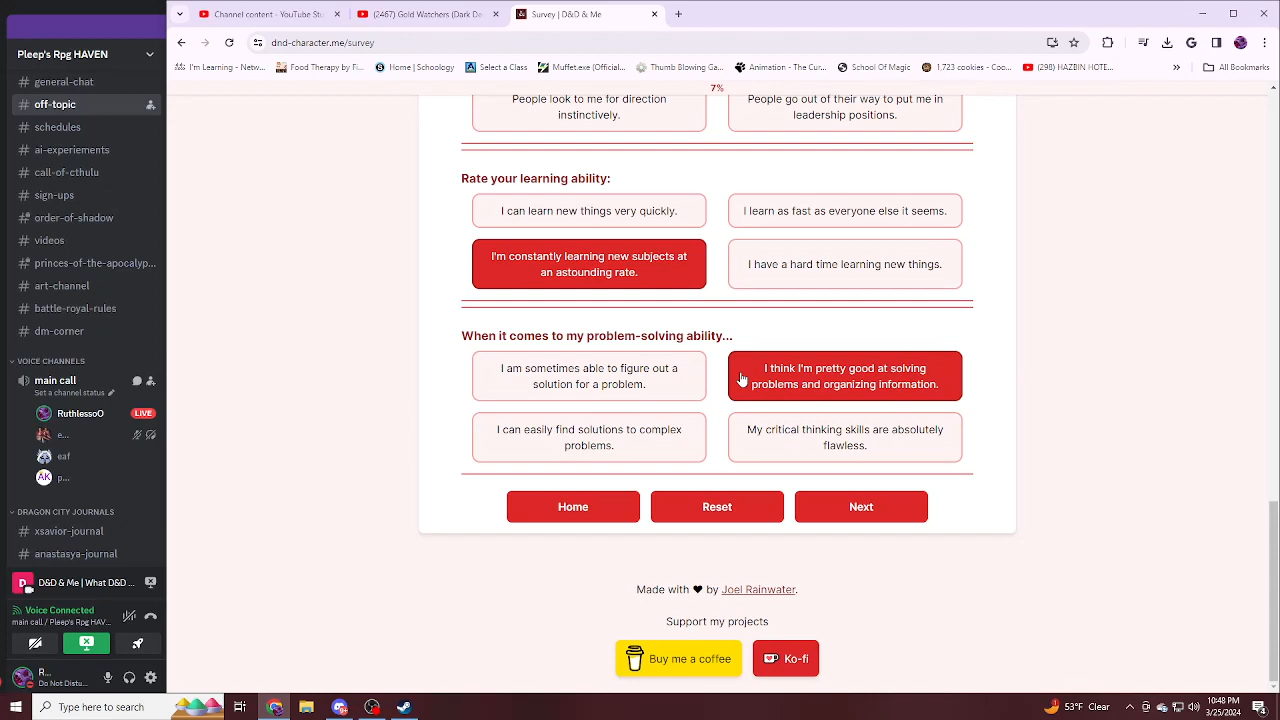 Channel content - YouTube Stu
(2467) Gold Watchers (Dark De
Survey | D&D & Me
Pleep's Rpg HAVEN
dnd-character.me/survey
I'm Learning - Netw...
Food Therapy by Fi...
Home | Schoology
Select a Class
Muffet.exe (Official...
Thumb Blowing Ga...
Animation - The Cur...
School Of Magic
1,723 cookies - Coo...
(298) HAZBIN HOTE...
All Bookmarks
7%
general-chat
off-topic
schedules
ai-experiements
call-of-cthulu
sign-ups
order-of-shadow
videos
princes-of-the-apocalyp...
art-channel
battle-royal-rules
dm-corner
VOICE CHANNELS
main call
Set a channel status
RuthlessoO LIVE
e...
eaf
AK p...
DRAGON CITY JOURNALS
xsavior-journal
anastasya-journal
D D&D & Me | What D&D ...
Voice Connected
main call / Pleep's Rpg HAV...
R...
Do Not Distu...
People look to me for direction
instinctively.
People go out of their way to put me in
leadership positions.
Rate your learning ability:
I can learn new things very quickly.
I learn as fast as everyone else it seems.
I'm constantly learning new subjects at
an astounding rate.
I have a hard time learning new things.
When it comes to my problem-solving ability...
I am sometimes able to figure out a
solution for a problem.
I think I'm pretty good at solving
problems and organizing information.
I can easily find solutions to complex
problems.
My critical thinking skills are absolutely
flawless.
Home
Reset
Next
Made with ♥ by Joel Rainwater.
Support my projects
Buy me a coffee
Ko-fi
Type here to search
53°F Clear
10:48 PM
3/25/2024